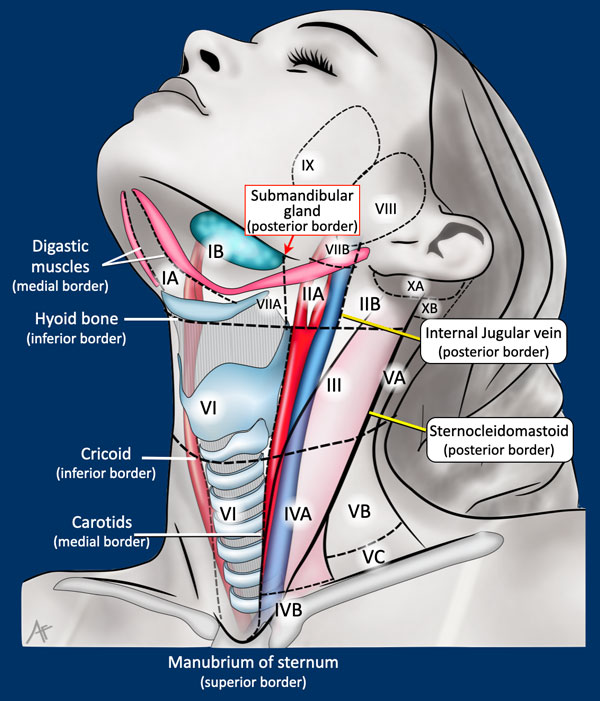 IX
Submandibular
gland
(posterior border)
VIII
Digastic
muscles
(medial border)
IB
VIIB
IA
XA
VIIA
IIA
IIB
XB
Hyoid bone
(inferior border)
Internal Jugular vein
(posterior border)
III
VA
VI
Sternocleidomastoid
(posterior border)
Cricoid
(inferior border)
VI
IVA
VB
Carotids
(medial border)
VC
IVB
Manubrium of sternum
(superior border)